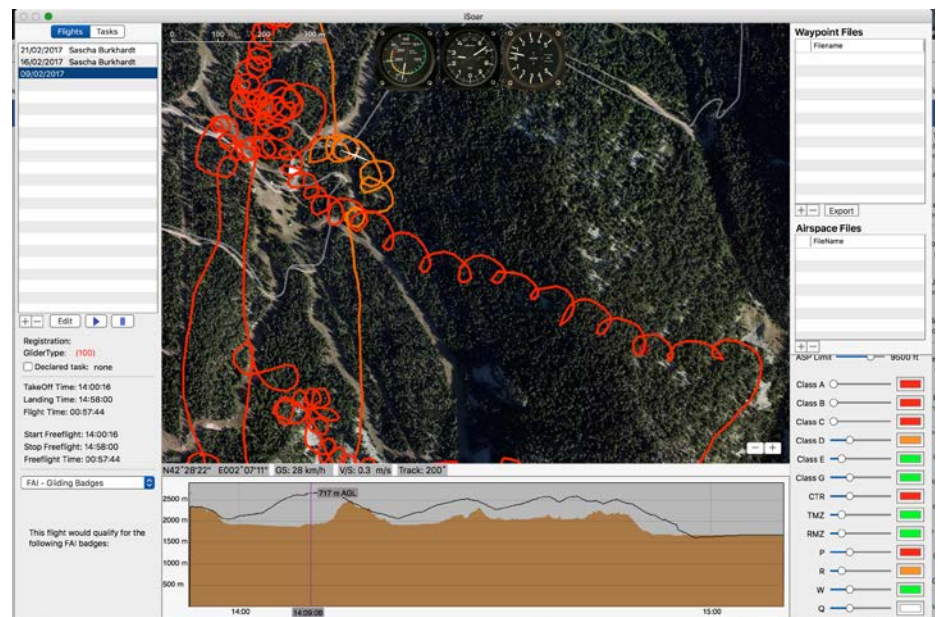 iSoar
Flights Tasks
21/02/2017 Sascha Burkhardt
16/02/2017 Sascha Burkhardt
09/02/2017
+ − Edit
Registration:
GliderType: (100)
Declared task: none
TakeOff Time: 14:00:16
Landing Time: 14:58:00
Flight Time: 00:57:44
Start Freeflight: 14:00:16
Stop Freeflight: 14:58:00
Freeflight Time: 00:57:44
FAI - Gliding Badges
This flight would qualify for the
following FAI badges:
0 100 200 300 m
− +
N42°28'22" E002°07'11" GS: 28 km/h V/S: 0.3 m/s Track: 200°
717 m AGL
2500 m
2000 m
1500 m
1000 m
500 m
14:00 14:09:08 15:00
Waypoint Files
Filename
+ − Export
Airspace Files
FileName
+ −
ASP Limit 9500 ft
Class A
Class B
Class C
Class D
Class E
Class G
CTR
TMZ
RMZ
P
R
W
Q